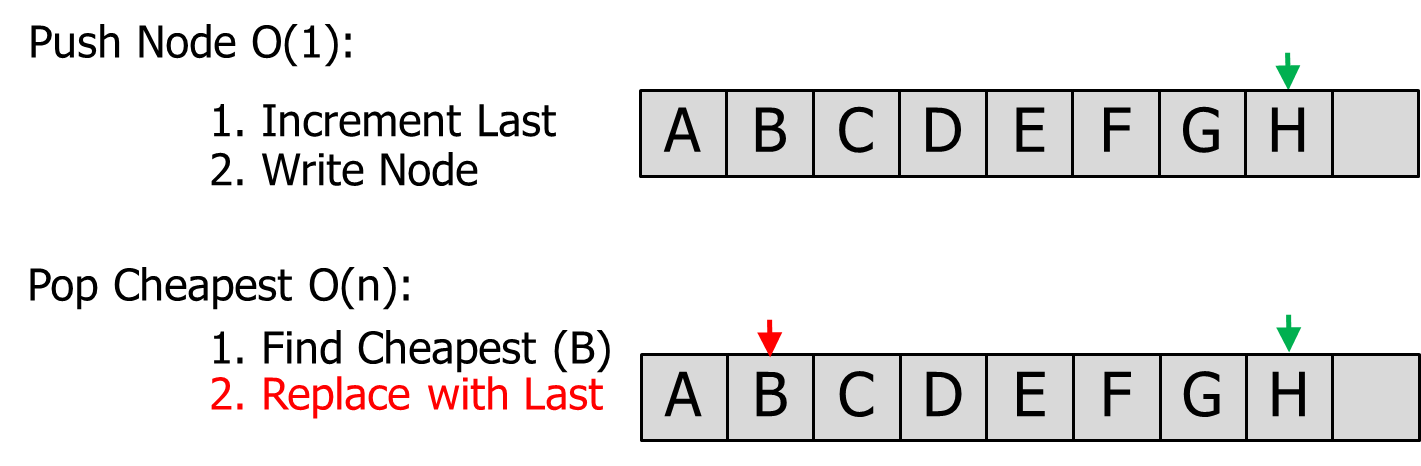 Push Node O(1):
1. Increment Last
2. Write Node
A B C D E F G H
Pop Cheapest O(n):
1. Find Cheapest (B)
2. Replace with Last
A B C D E F G H